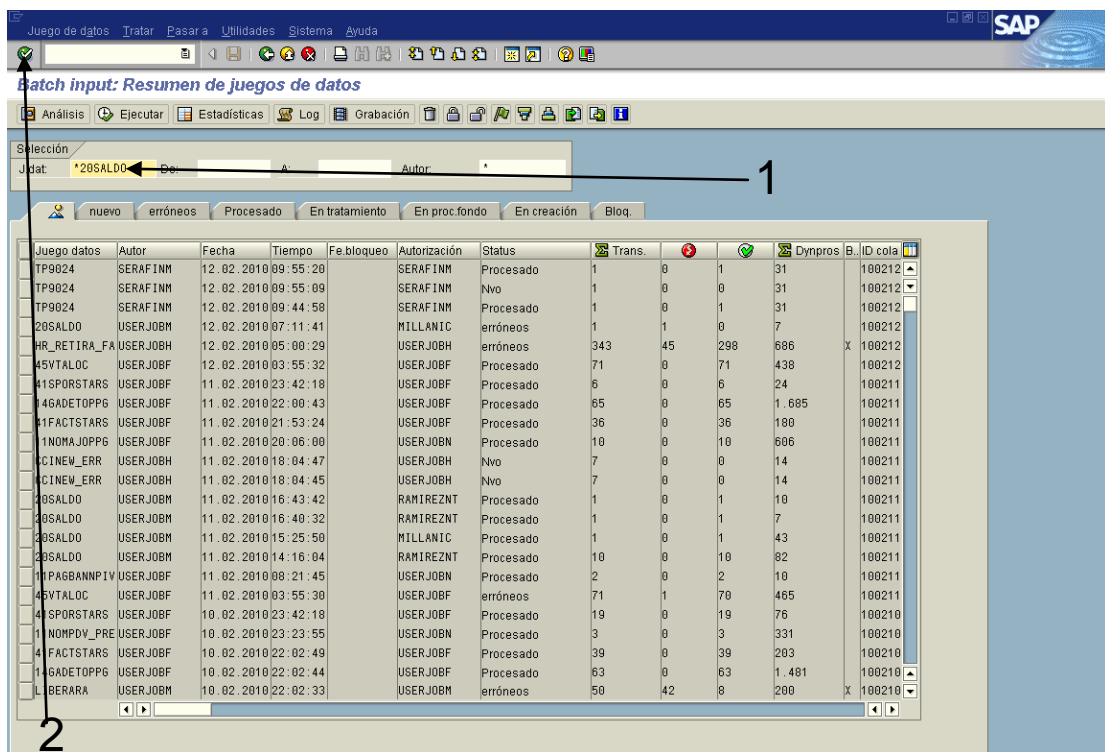 Juego de datos Tratar Pasar a Utilidades Sistema Ayuda
SAP
Batch input: Resumen de juegos de datos
Análisis Ejecutar Estadísticas Log Grabación
Selección
J.dat: *20SALDO De: A: Autor: *
1
nuevo erróneos Procesado En tratamiento En proc.fondo En creación Bloq.
Juego datos Autor Fecha Tiempo Fe.bloqueo Autorización Status Trans. Dynpros B.. ID cola
TP9024 SERAFINM 12.02.2010 09:55:20 SERAFINM Procesado 1 0 1 31 100212
TP9024 SERAFINM 12.02.2010 09:55:09 SERAFINM Nvo 1 0 0 31 100212
TP9024 SERAFINM 12.02.2010 09:44:58 SERAFINM Procesado 1 0 1 31 100212
20SALDO USERJOBM 12.02.2010 07:11:41 MILLANIC erróneos 1 1 0 7 100212
HR_RETIRA_FA USERJOBH 12.02.2010 05:00:29 USERJOBH erróneos 343 45 298 686 X 100212
45VTALOC USERJOBF 12.02.2010 03:55:32 USERJOBF Procesado 71 0 71 438 100212
41SPORSTARS USERJOBF 11.02.2010 23:42:18 USERJOBF Procesado 6 0 6 24 100211
14GADETOPPG USERJOBF 11.02.2010 22:00:43 USERJOBF Procesado 65 0 65 1.685 100211
41FACTSTARS USERJOBF 11.02.2010 21:53:24 USERJOBF Procesado 36 0 36 180 100211
11NOMAJOPPG USERJOBF 11.02.2010 20:06:00 USERJOBN Procesado 10 0 10 606 100211
CCINEW_ERR USERJOBH 11.02.2010 18:04:47 USERJOBH Nvo 7 0 0 14 100211
CCINEW_ERR USERJOBH 11.02.2010 18:04:45 USERJOBH Nvo 7 0 0 14 100211
20SALDO USERJOBM 11.02.2010 16:43:42 RAMIREZNT Procesado 1 0 1 10 100211
20SALDO USERJOBM 11.02.2010 16:40:32 RAMIREZNT Procesado 1 0 1 7 100211
20SALDO USERJOBM 11.02.2010 15:25:50 MILLANIC Procesado 1 0 1 43 100211
20SALDO USERJOBM 11.02.2010 14:16:04 RAMIREZNT Procesado 10 0 10 82 100211
11PAGBANNPIV USERJOBF 11.02.2010 08:21:45 USERJOBN Procesado 2 0 2 10 100211
45VTALOC USERJOBF 11.02.2010 03:55:30 USERJOBF erróneos 71 1 70 465 100211
41SPORSTARS USERJOBF 10.02.2010 23:42:18 USERJOBF Procesado 19 0 19 76 100210
11NOMPDV_PRE USERJOBF 10.02.2010 23:23:55 USERJOBN Procesado 3 0 3 331 100210
41FACTSTARS USERJOBF 10.02.2010 22:02:49 USERJOBF Procesado 39 0 39 203 100210
14GADETOPPG USERJOBF 10.02.2010 22:02:44 USERJOBF Procesado 63 0 63 1.481 100210
LIBERARA USERJOBM 10.02.2010 22:02:33 USERJOBM erróneos 50 42 8 200 X 100210
2